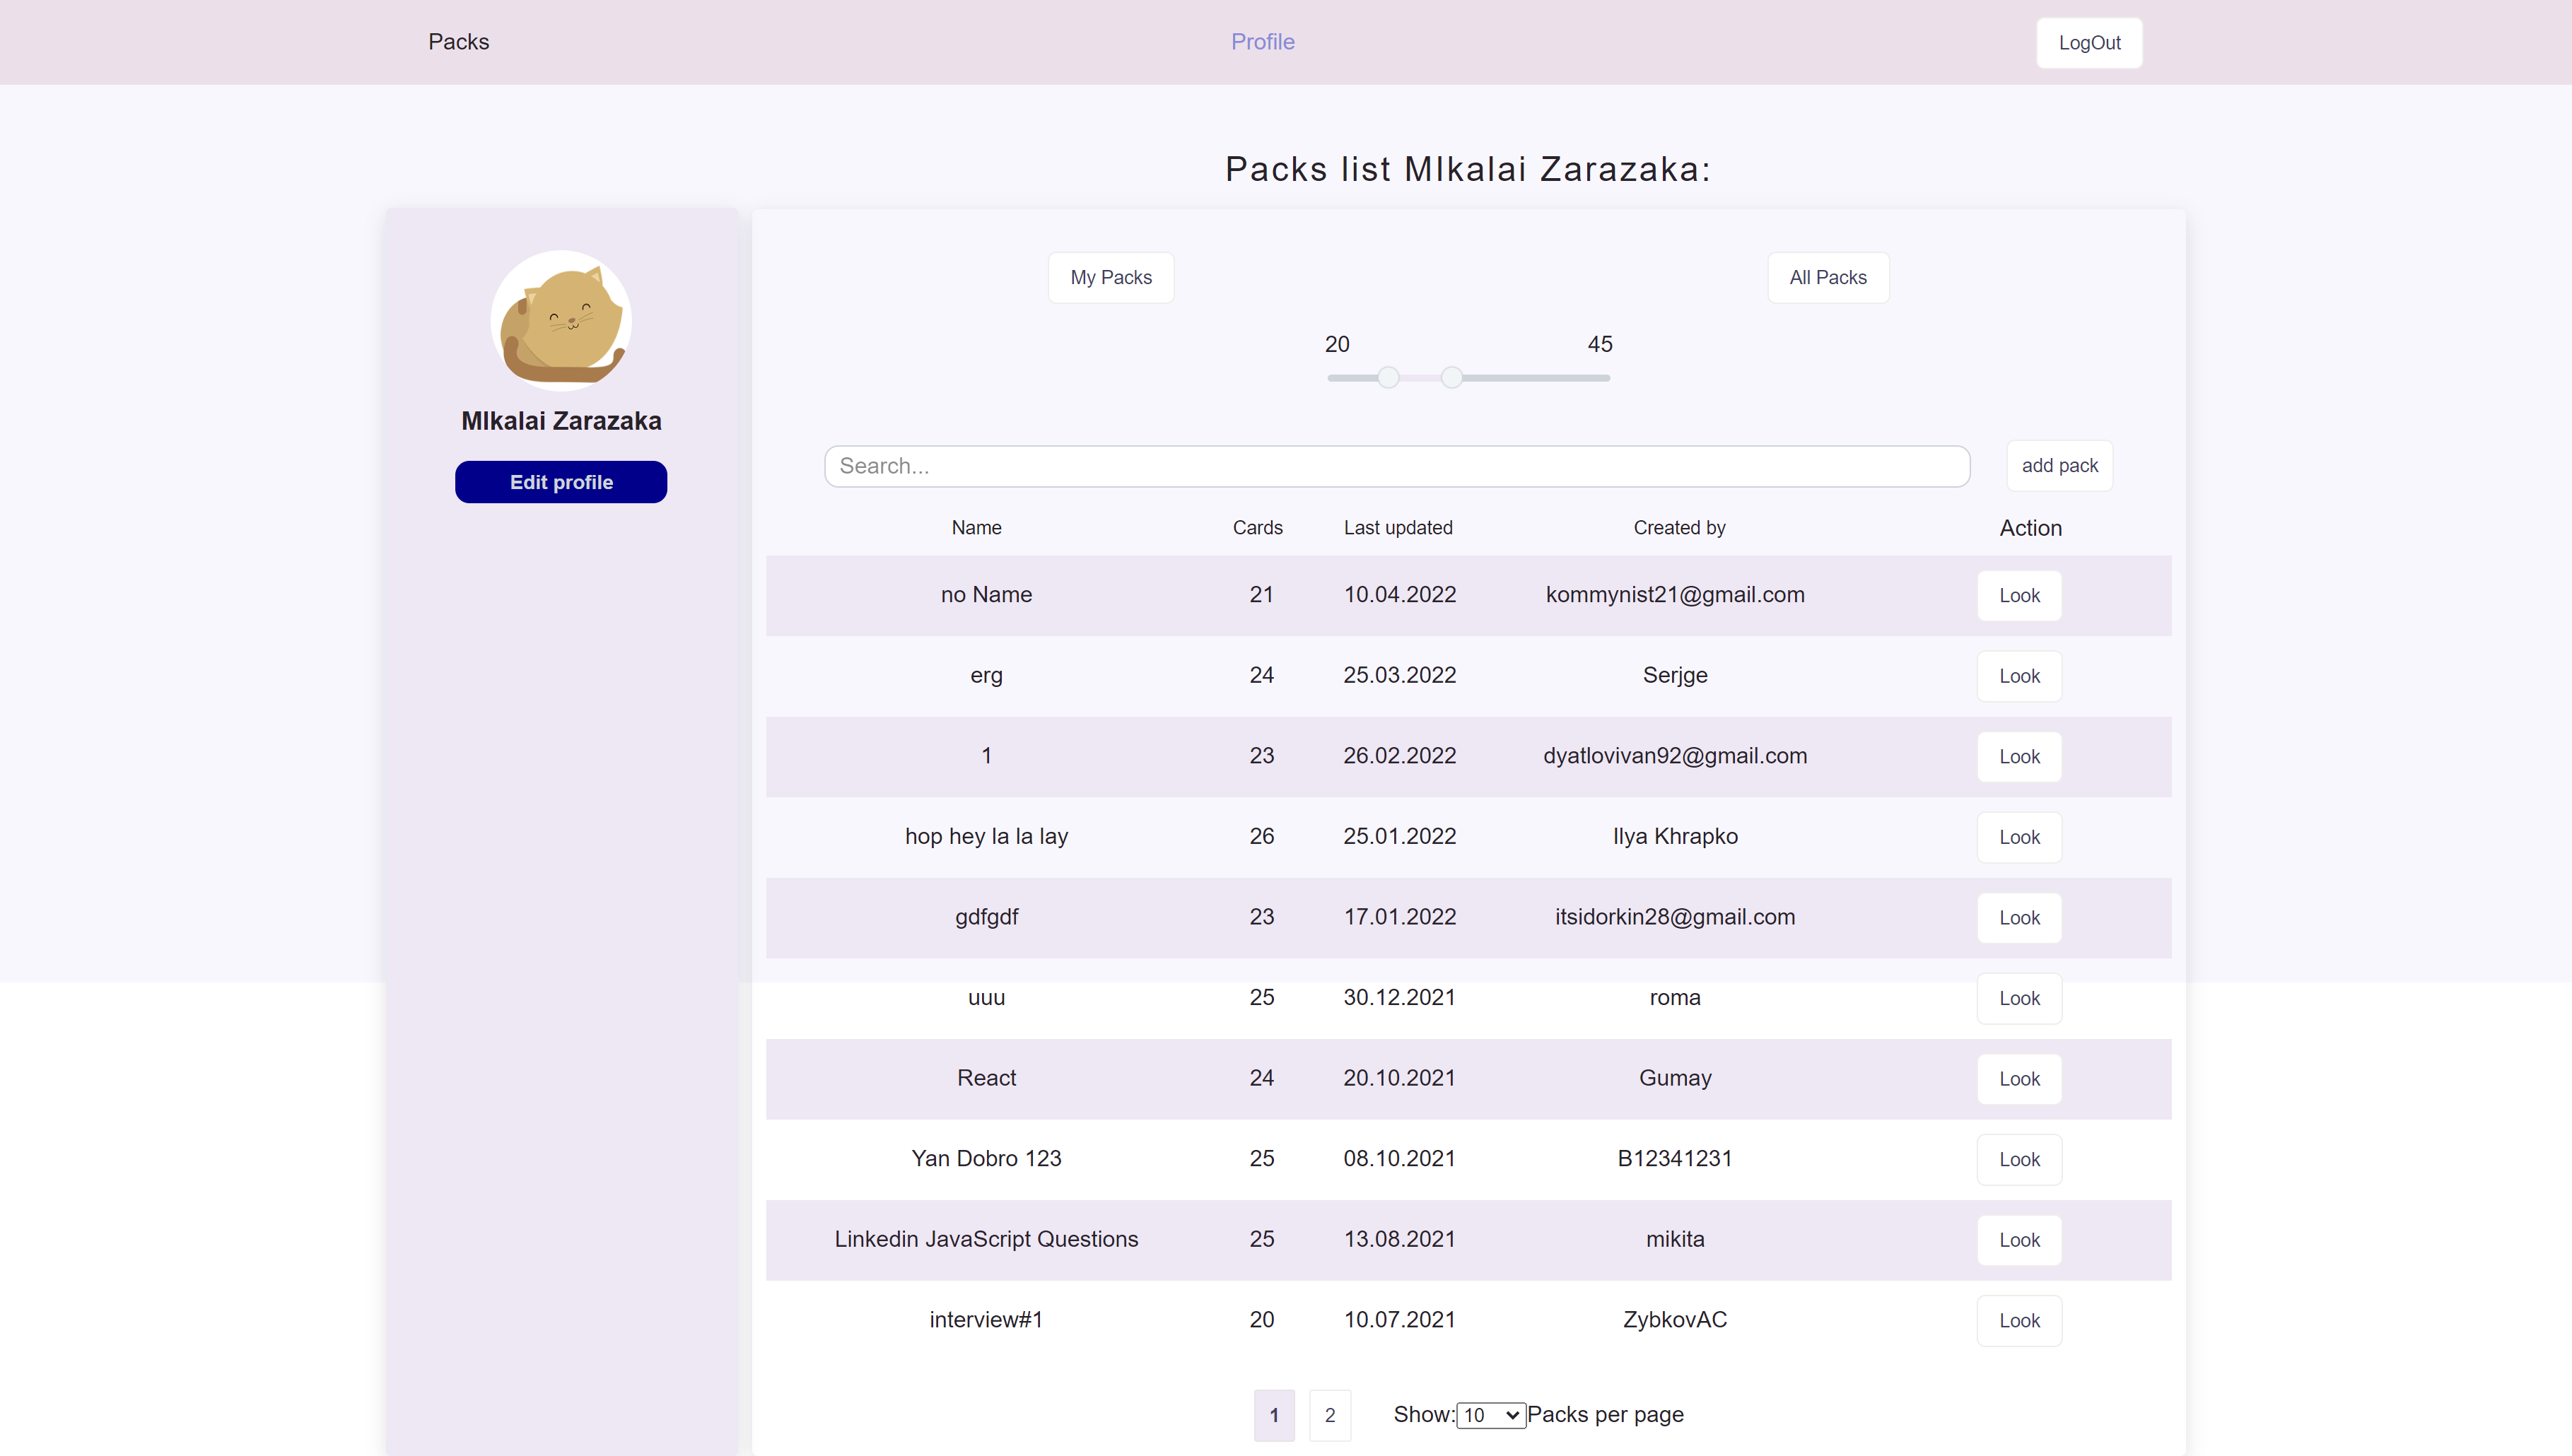 Packs Profile LogOut
Packs list MIkalai Zarazaka:
MIkalai Zarazaka
Edit profile
My Packs All Packs
20 45
Search... add pack
Name Cards Last updated Created by Action
no Name 21 10.04.2022 kommynist21@gmail.com Look
erg 24 25.03.2022 Serjge Look
1 23 26.02.2022 dyatlovivan92@gmail.com Look
hop hey la la lay 26 25.01.2022 Ilya Khrapko Look
gdfgdf 23 17.01.2022 itsidorkin28@gmail.com Look
uuu 25 30.12.2021 roma Look
React 24 20.10.2021 Gumay Look
Yan Dobro 123 25 08.10.2021 B12341231 Look
Linkedin JavaScript Questions 25 13.08.2021 mikita Look
interview#1 20 10.07.2021 ZybkovAC Look
1 2 Show: 10 Packs per page